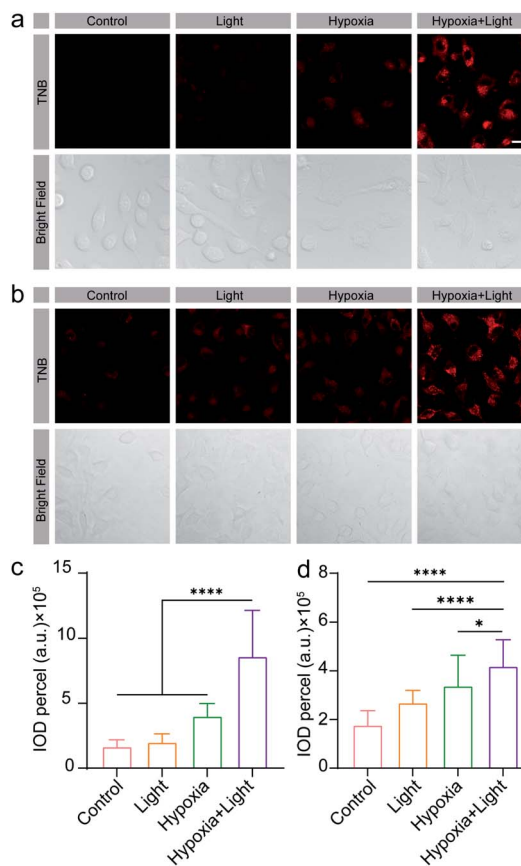 a
Control Light Hypoxia Hypoxia+Light
TNB
Bright Field
b
Control Light Hypoxia Hypoxia+Light
TNB
Bright Field
c
IOD percel (a.u.)×10⁵
15
10
5
0
****
Control Light Hypoxia Hypoxia+Light
d
IOD percel (a.u.)×10⁵
8
6
4
2
0
****
****
*
Control Light Hypoxia Hypoxia+Light